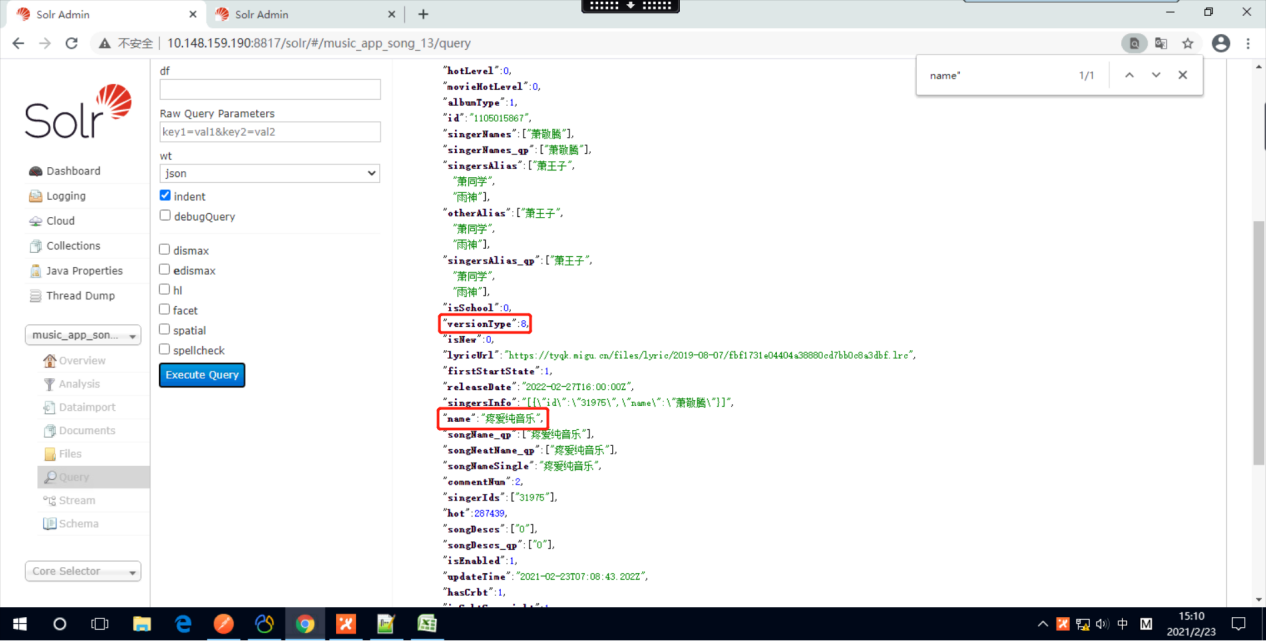 Solr Admin
Solr Admin
不安全
10.148.159.190:8817/solr/#/music_app_song_13/query
name"
1/1
Solr
Dashboard
Logging
Cloud
Collections
Java Properties
Thread Dump
music_app_son...
Overview
Analysis
Dataimport
Documents
Files
Query
Stream
Schema
Core Selector
df
Raw Query Parameters
key1=val1&key2=val2
wt
json
indent
debugQuery
dismax
edismax
hl
facet
spatial
spellcheck
Execute Query
"hotLevel":0,
"movieHotLevel":0,
"albumType":1,
"id":"1105015867",
"singerNames":["萧敬腾"],
"singerNames_qp":["萧敬腾"],
"singersAlias":["萧王子",
"萧同学",
"雨神"],
"otherAlias":["萧王子",
"萧同学",
"雨神"],
"singersAlias_qp":["萧王子",
"萧同学",
"雨神"],
"isSchool":0,
"versionType":8,
"isNew":0,
"lyricUrl":"https://tyqk.migu.cn/files/lyric/2019-08-07/fbf1731e04404a38880cd7bb0c8a3dbf.lrc",
"firstStartState":1,
"releaseDate":"2022-02-27T16:00:00Z",
"singersInfo":"[{\"id\":\"31975\",\"name\":\"萧敬腾\"}]",
"name":"疼爱纯音乐",
"songName_qp":["疼爱纯音乐"],
"songNeatName_qp":["疼爱纯音乐"],
"songNameSingle":"疼爱纯音乐",
"commentNum":2,
"singerIds":["31975"],
"hot":287439,
"songDescs":["0"],
"songDescs_qp":["0"],
"isEnabled":1,
"updateTime":"2021-02-23T07:08:43.202Z",
"hasCrbt":1,
中
M
15:10
2021/2/23